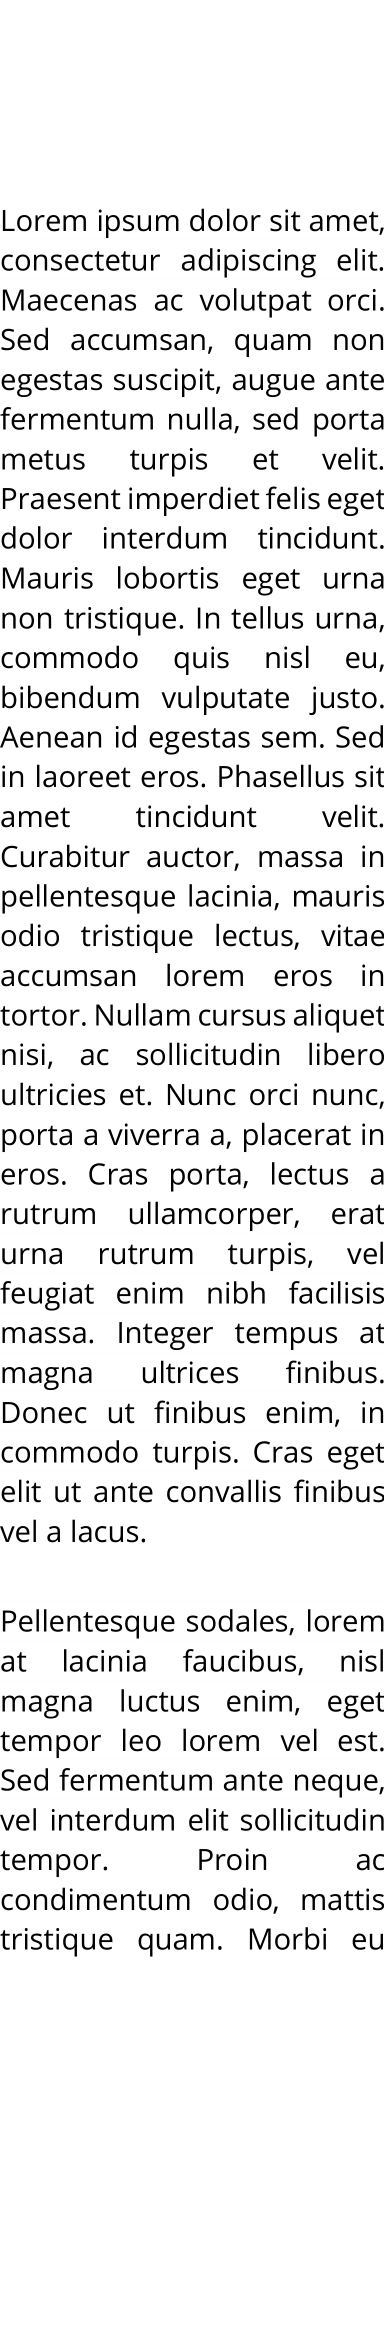 Lorem ipsum dolor sit amet,
consectetur adipiscing elit.
Maecenas ac volutpat orci.
Sed accumsan, quam non
egestas suscipit, augue ante
fermentum nulla, sed porta
metus turpis et velit.
Praesent imperdiet felis eget
dolor interdum tincidunt.
Mauris lobortis eget urna
non tristique. In tellus urna,
commodo quis nisl eu,
bibendum vulputate justo.
Aenean id egestas sem. Sed
in laoreet eros. Phasellus sit
amet tincidunt velit.
Curabitur auctor, massa in
pellentesque lacinia, mauris
odio tristique lectus, vitae
accumsan lorem eros in
tortor. Nullam cursus aliquet
nisi, ac sollicitudin libero
ultricies et. Nunc orci nunc,
porta a viverra a, placerat in
eros. Cras porta, lectus a
rutrum ullamcorper, erat
urna rutrum turpis, vel
feugiat enim nibh facilisis
massa. Integer tempus at
magna ultrices finibus.
Donec ut finibus enim, in
commodo turpis. Cras eget
elit ut ante convallis finibus
vel a lacus.
Pellentesque sodales, lorem
at lacinia faucibus, nisl
magna luctus enim, eget
tempor leo lorem vel est.
Sed fermentum ante neque,
vel interdum elit sollicitudin
tempor. Proin ac
condimentum odio, mattis
tristique quam. Morbi eu